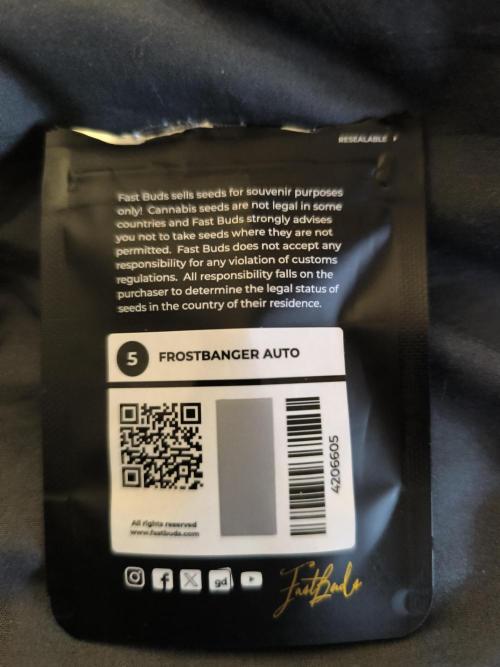 RESEALABLE
Fast Buds sells seeds for souvenir purposes
only! Cannabis seeds are not legal in some
countries and Fast Buds strongly advises
you not to take seeds where they are not
permitted. Fast Buds does not accept any
responsibility for any violation of customs
regulations. All responsibility falls on the
purchaser to determine the legal status of
seeds in the country of their residence.
5 FROSTBANGER AUTO
4206605
All rights reserved
www.fastbuds.com
gd
FastBuds